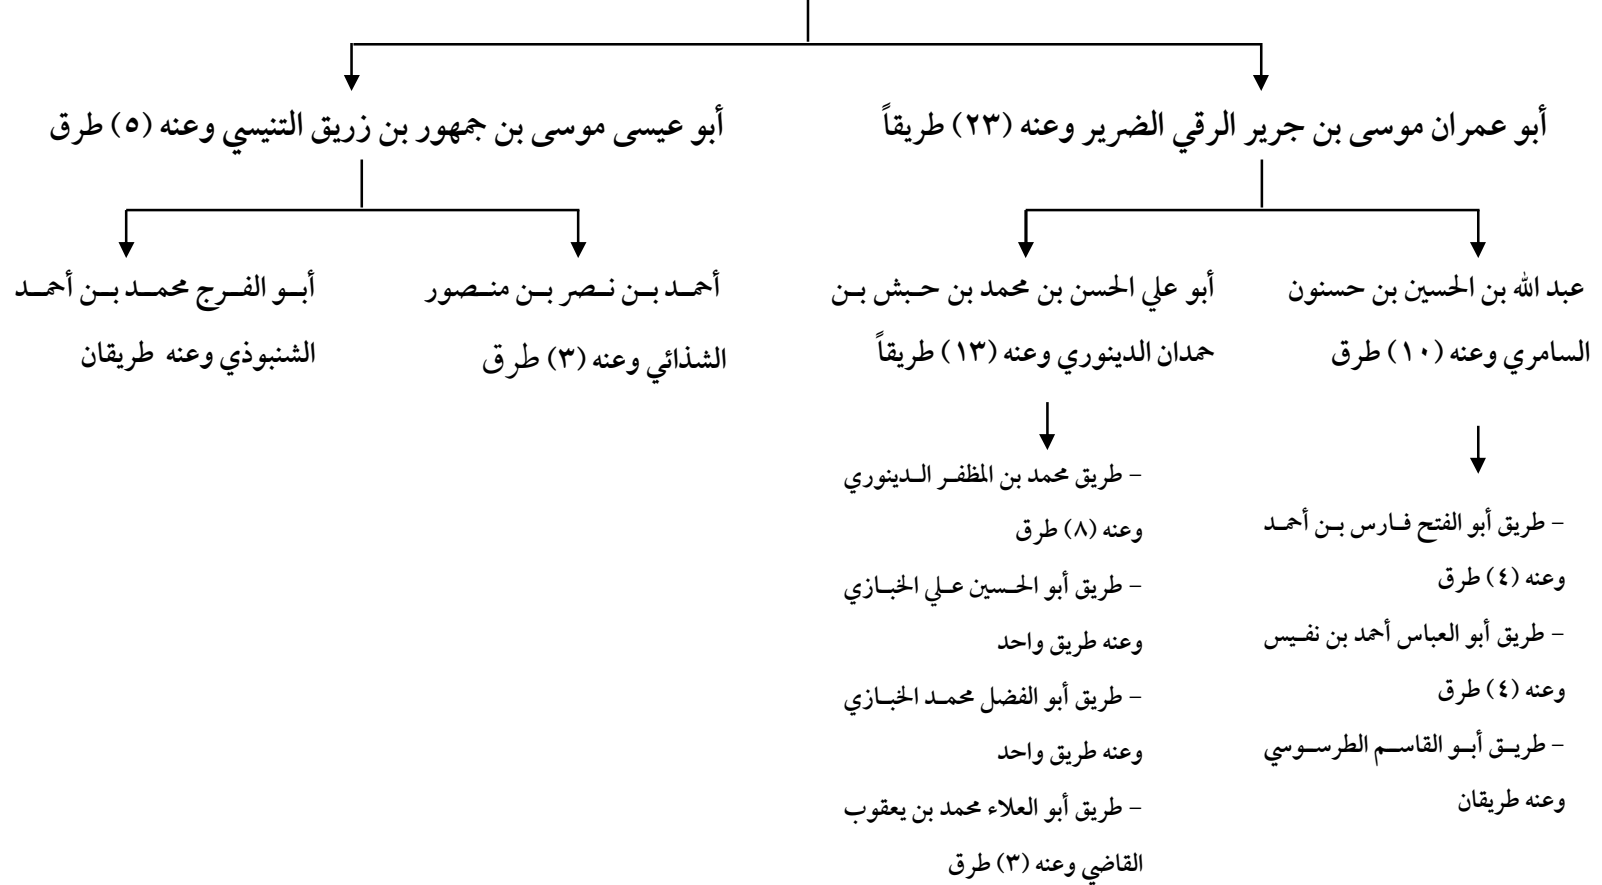 أبو عمران موسى بن جرير الرقي الضرير وعنه (٢٣) طريقاً
أبو عيسى موسى بن جمهور بن زريق التنيسي وعنه (٥) طرق
عبد الله بن الحسين بن حسنون
السامري وعنه (١٠) طرق
أبو علي الحسن بن محمد بن حبش بن
حمدان الدينوري وعنه (١٣) طريقاً
أحمد بن نصر بن منصور
الشذائي وعنه (٣) طرق
أبو الفرج محمد بن أحمد
الشنبوذي وعنه طريقان
– طريق أبو الفتح فارس بن أحمد
وعنه (٤) طرق
– طريق أبو العباس أحمد بن نفيس
وعنه (٤) طرق
– طريق أبو القاسم الطرسوسي
وعنه طريقان
– طريق محمد بن المظفر الدينوري
وعنه (٨) طرق
– طريق أبو الحسين علي الخبازي
وعنه طريق واحد
– طريق أبو الفضل محمد الخبازي
وعنه طريق واحد
– طريق أبو العلاء محمد بن يعقوب
القاضي وعنه (٣) طرق